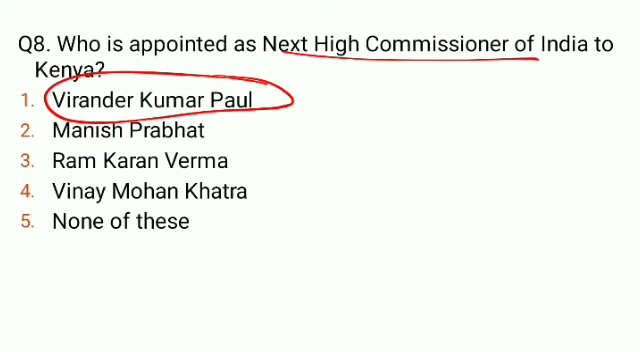 Q8. Who is appointed as Next High Commissioner of India to
Kenya?
1. Virander Kumar Paul
2. Manish Prabhat
3. Ram Karan Verma
4. Vinay Mohan Khatra
5. None of these